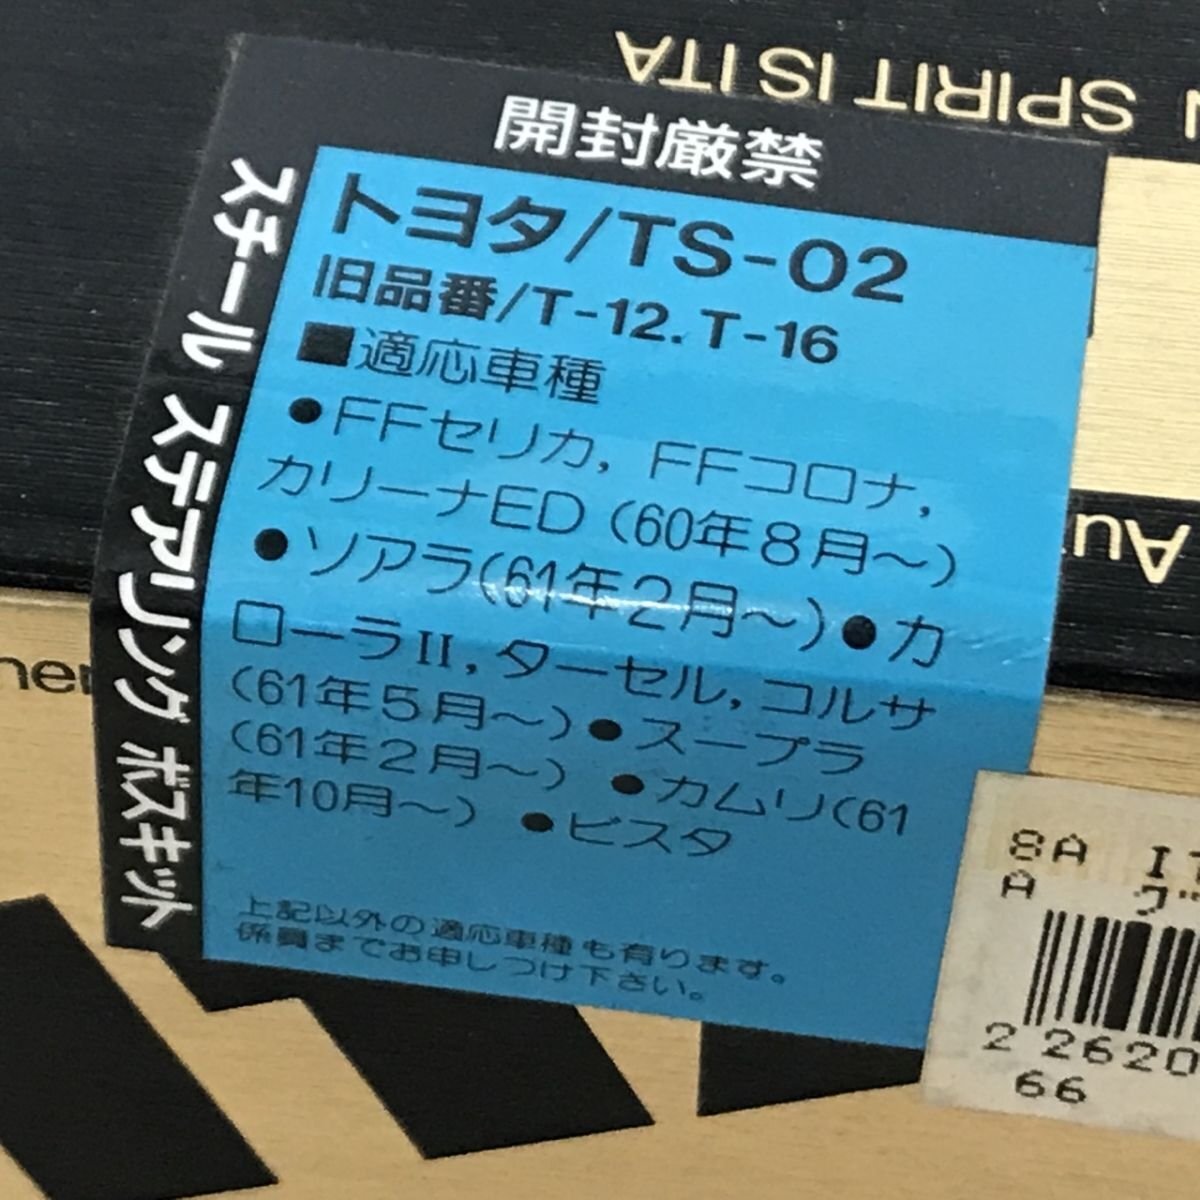 SPIRIT IS ITA
開封厳禁
スチール ステアリング ボスキット
トヨタ/TS-02
旧品番/T-12.T-16
■適応車種
●FFセリカ, FFコロナ,
カリーナED (60年8月〜)
●ソアラ(61年2月〜)●カ
ローラII, ターセル, コルサ
(61年5月〜)●スープラ
(61年2月〜) ●カムリ(61
年10月〜) ●ビスタ
上記以外の適応車種も有ります。
係員までお申しつけ下さい。
8A
A
2 2620
66